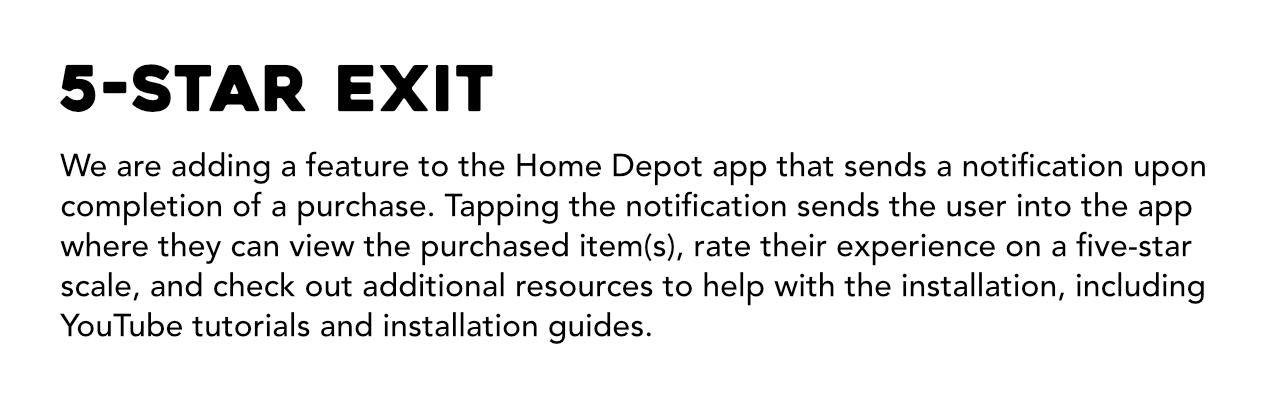 5-STAR EXIT
We are adding a feature to the Home Depot app that sends a notification upon
completion of a purchase. Tapping the notification sends the user into the app
where they can view the purchased item(s), rate their experience on a five-star
scale, and check out additional resources to help with the installation, including
YouTube tutorials and installation guides.